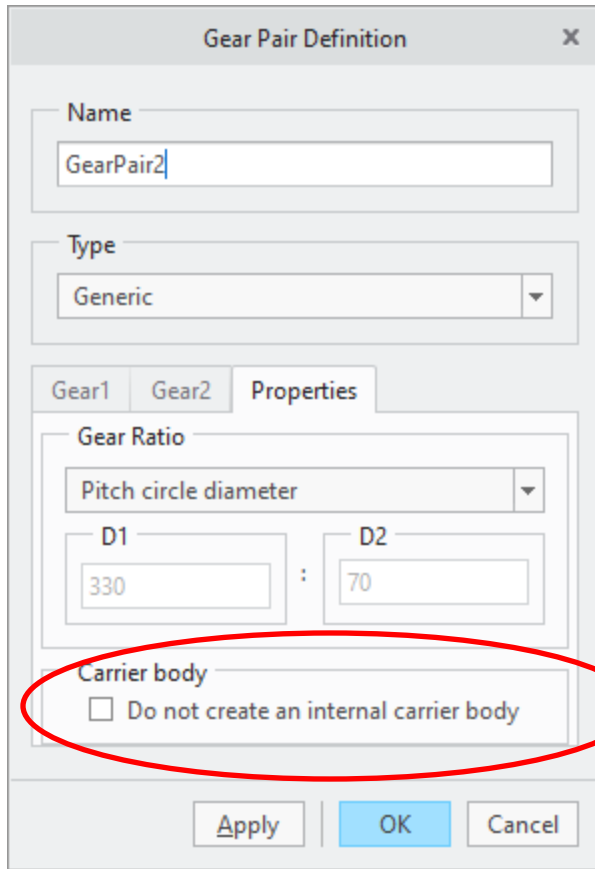 Gear Pair Definition
Name
GearPair2
Type
Generic
Gear1 Gear2 Properties
Gear Ratio
Pitch circle diameter
D1 D2
330 : 70
Carrier body
Do not create an internal carrier body
Apply OK Cancel